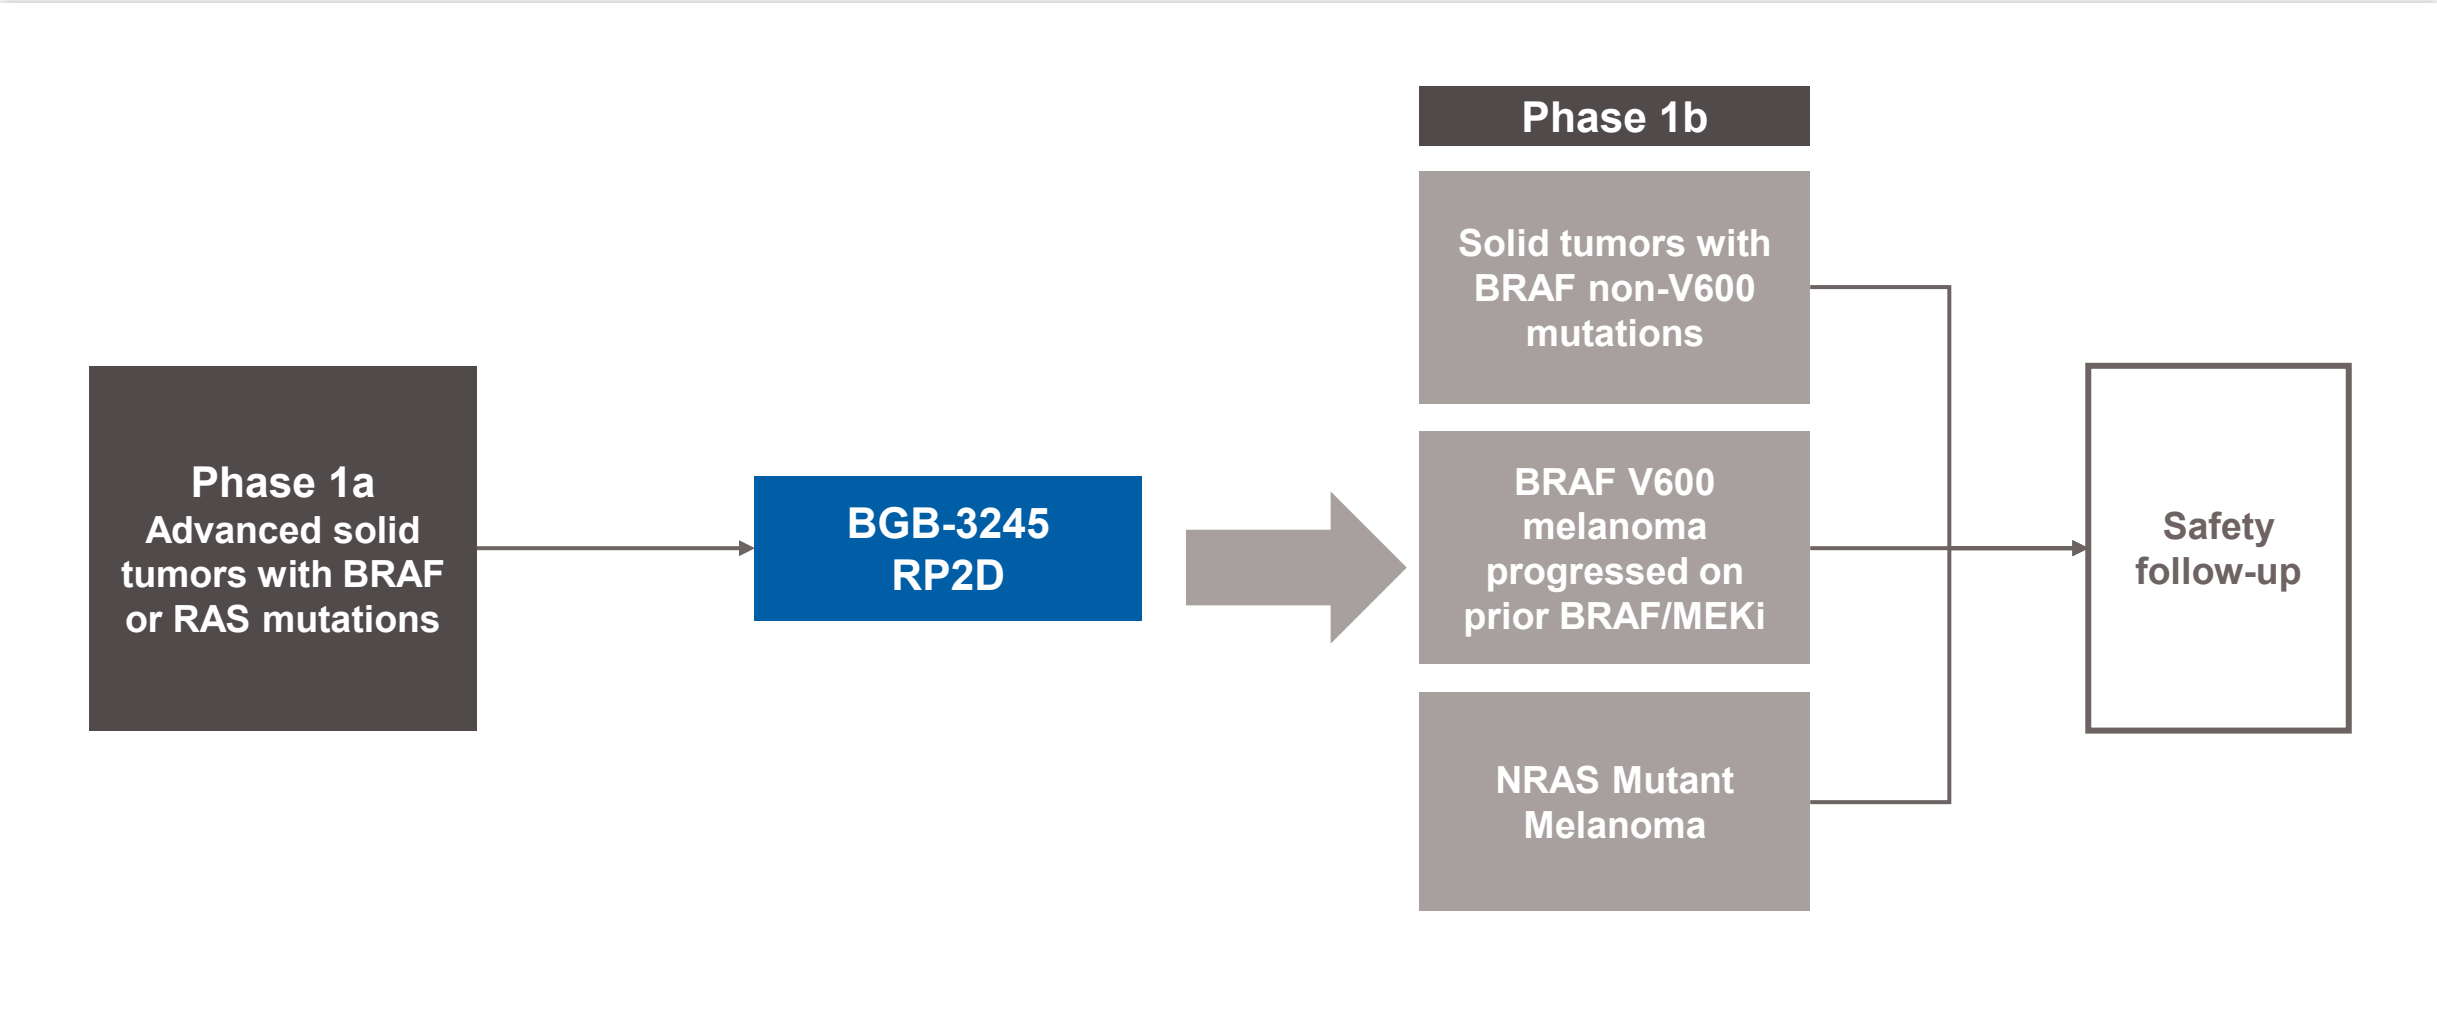 Phase 1a
Advanced solid
tumors with BRAF
or RAS mutations
BGB-3245
RP2D
Phase 1b
Solid tumors with
BRAF non-V600
mutations
BRAF V600
melanoma
progressed on
prior BRAF/MEKi
NRAS Mutant
Melanoma
Safety
follow-up